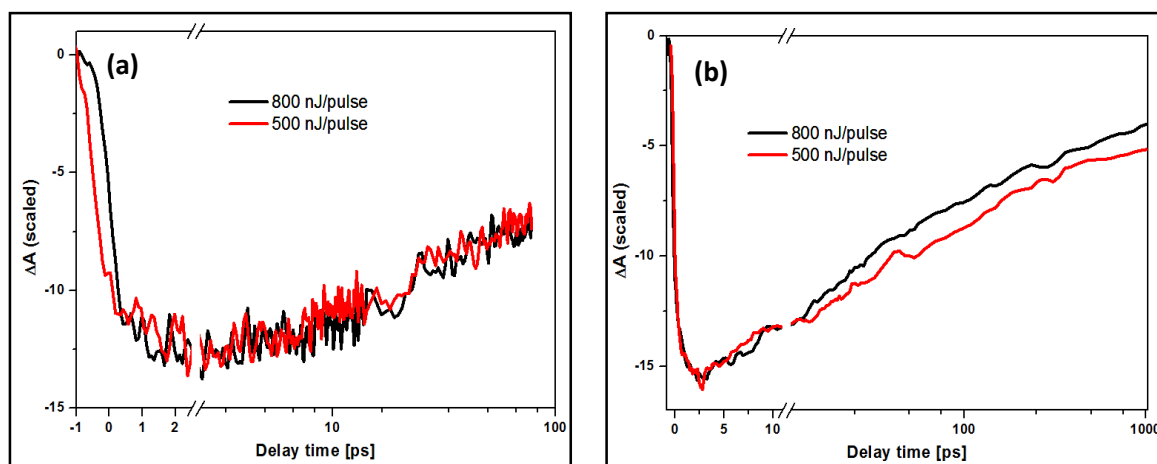 (a)
800 nJ/pulse
500 nJ/pulse
ΔA (scaled)
0
-5
-10
-15
-1 0 1 2 10 100
Delay time [ps]
(b)
800 nJ/pulse
500 nJ/pulse
ΔA (scaled)
0
-5
-10
-15
0 5 10 100 1000
Delay time [ps]